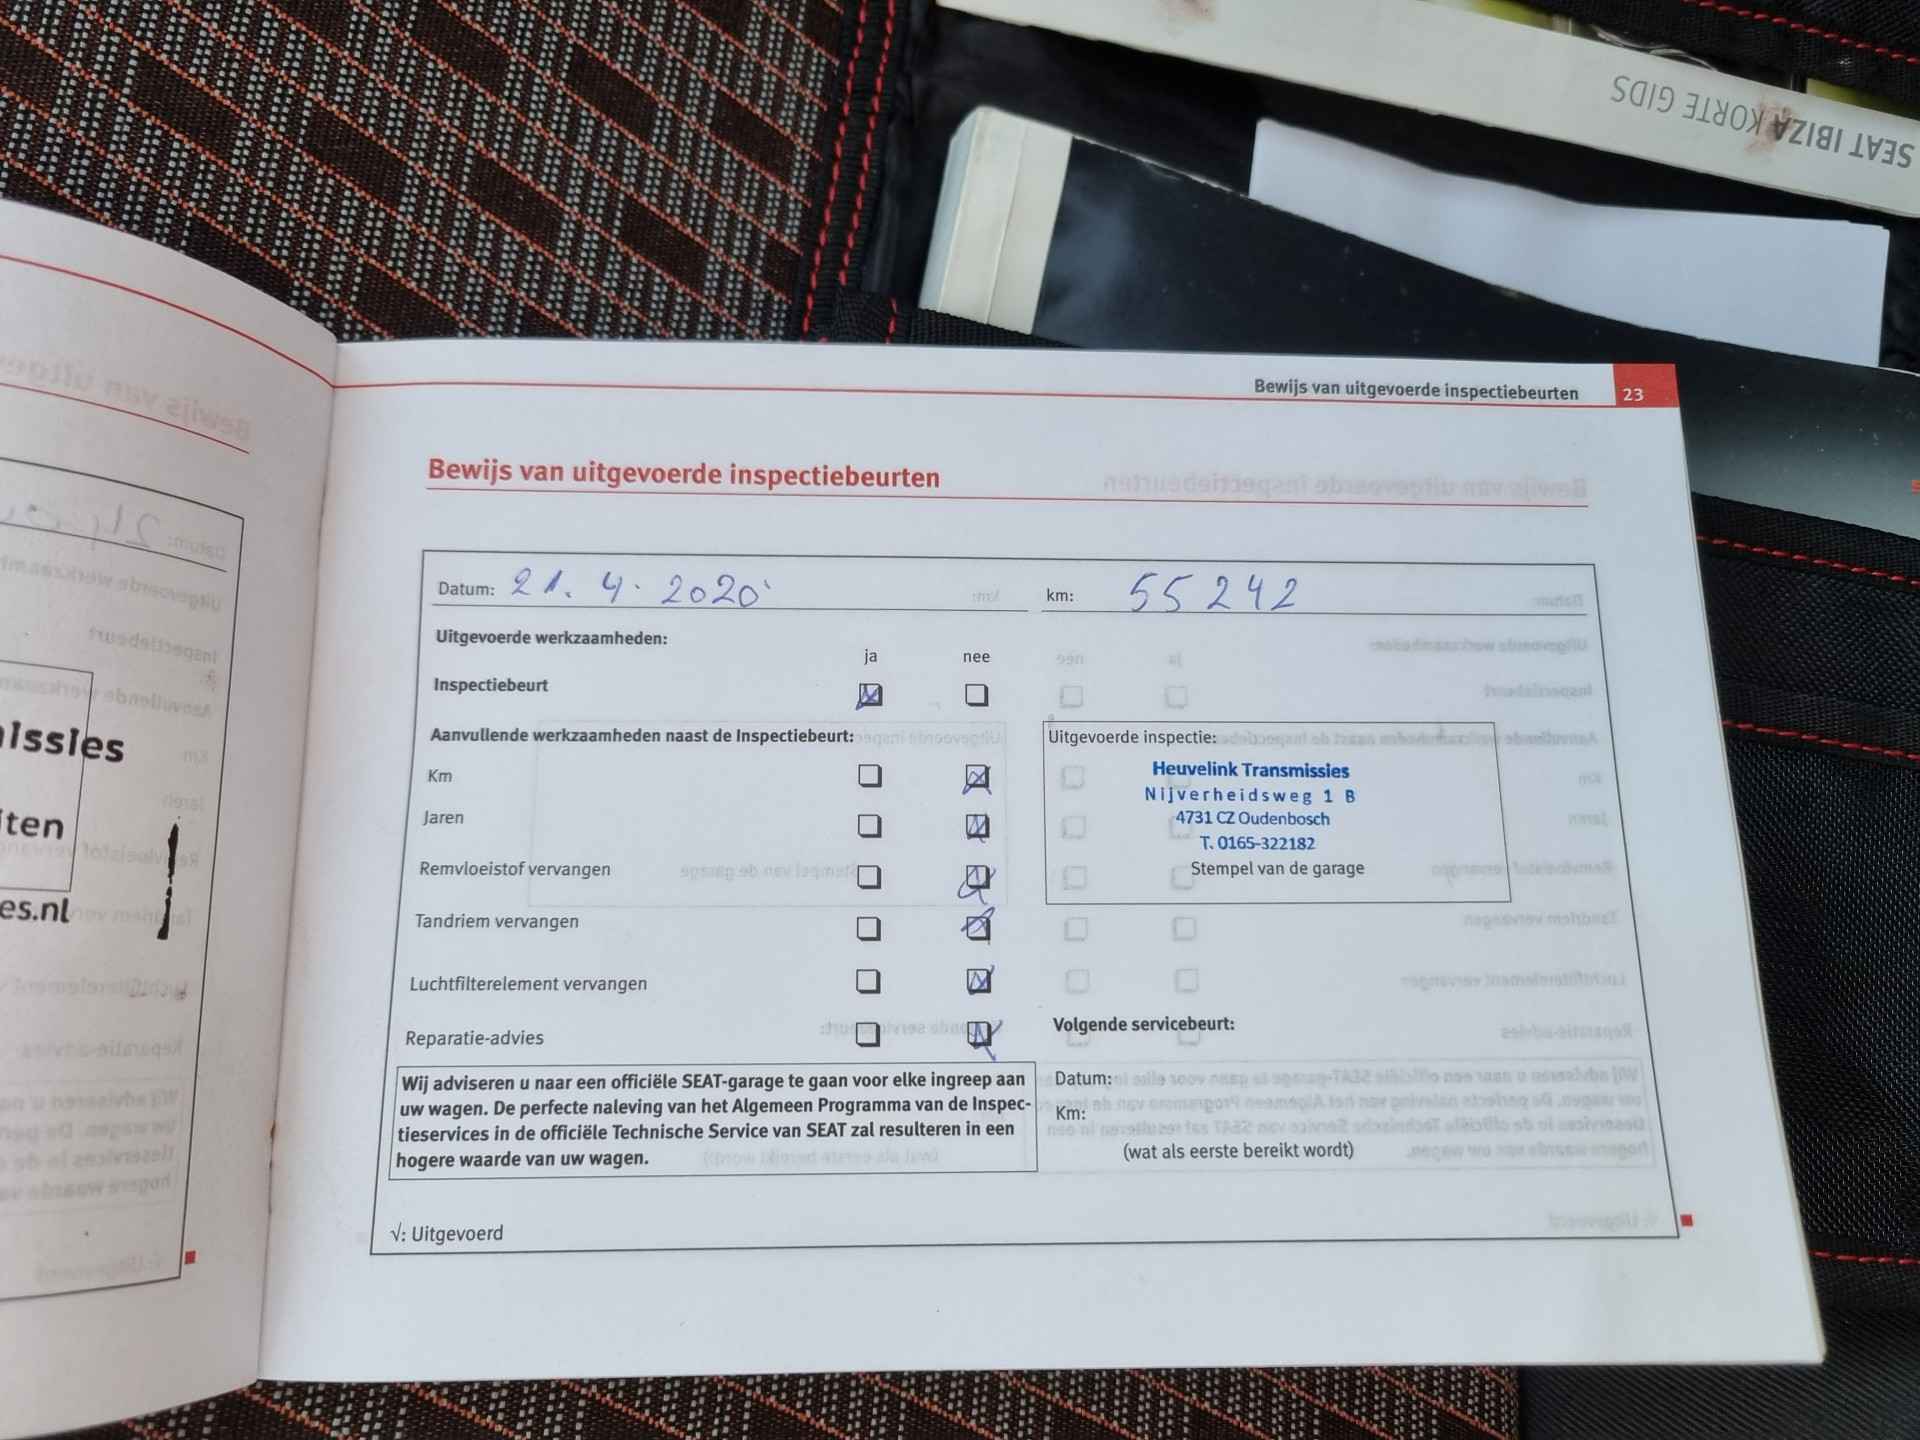 SEAT IBIZA KORTE GIDS
issies
iten
es.nl
Bewijs van uitgevoerde inspectiebeurten 23
Bewijs van uitgevoerde inspectiebeurten
Datum: 21.4.2020 km: 55242
Uitgevoerde werkzaamheden:
ja nee
Inspectiebeurt
Aanvullende werkzaamheden naast de Inspectiebeurt:
Km
Jaren
Remvloeistof vervangen
Tandriem vervangen
Luchtfilterelement vervangen
Reparatie-advies
Uitgevoerde inspectie:
Heuvelink Transmissies
Nijverheidsweg 1 B
4731 CZ Oudenbosch
T. 0165-322182
Stempel van de garage
Wij adviseren u naar een officiële SEAT-garage te gaan voor elke ingreep aan
uw wagen. De perfecte naleving van het Algemeen Programma van de Inspec-
tieservices in de officiële Technische Service van SEAT zal resulteren in een
hogere waarde van uw wagen.
Volgende servicebeurt:
Datum:
Km:
(wat als eerste bereikt wordt)
√: Uitgevoerd